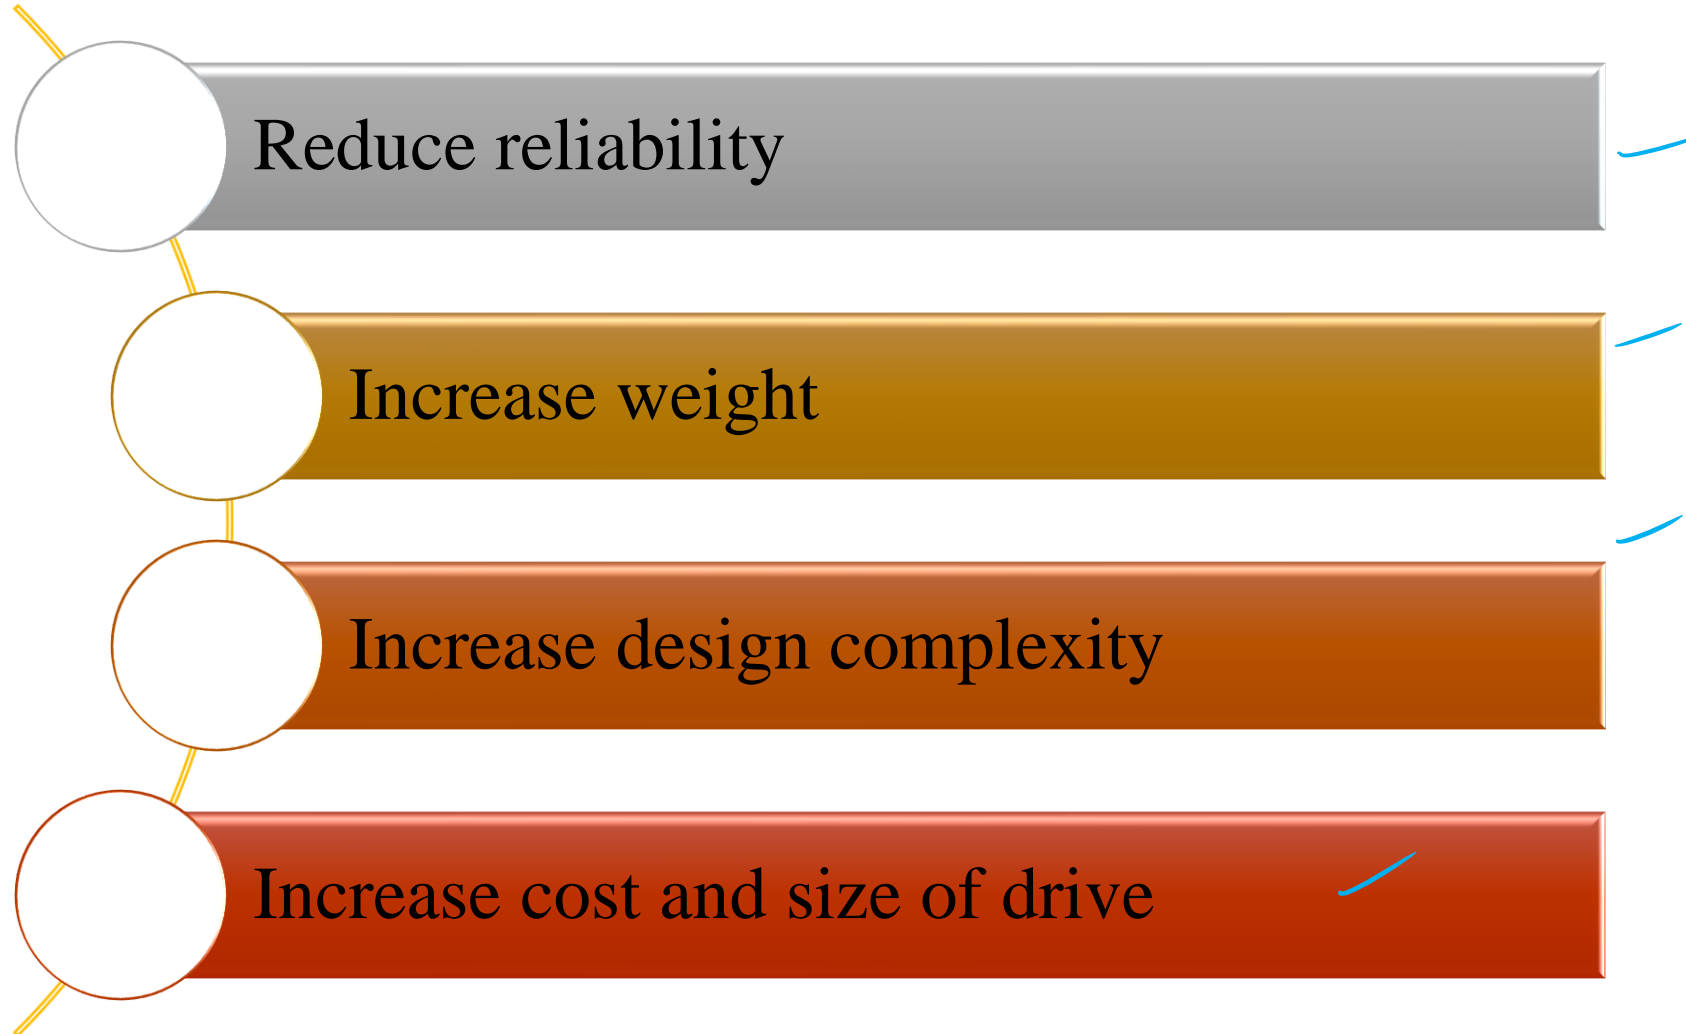 Reduce reliability
Increase weight
Increase design complexity
Increase cost and size of drive